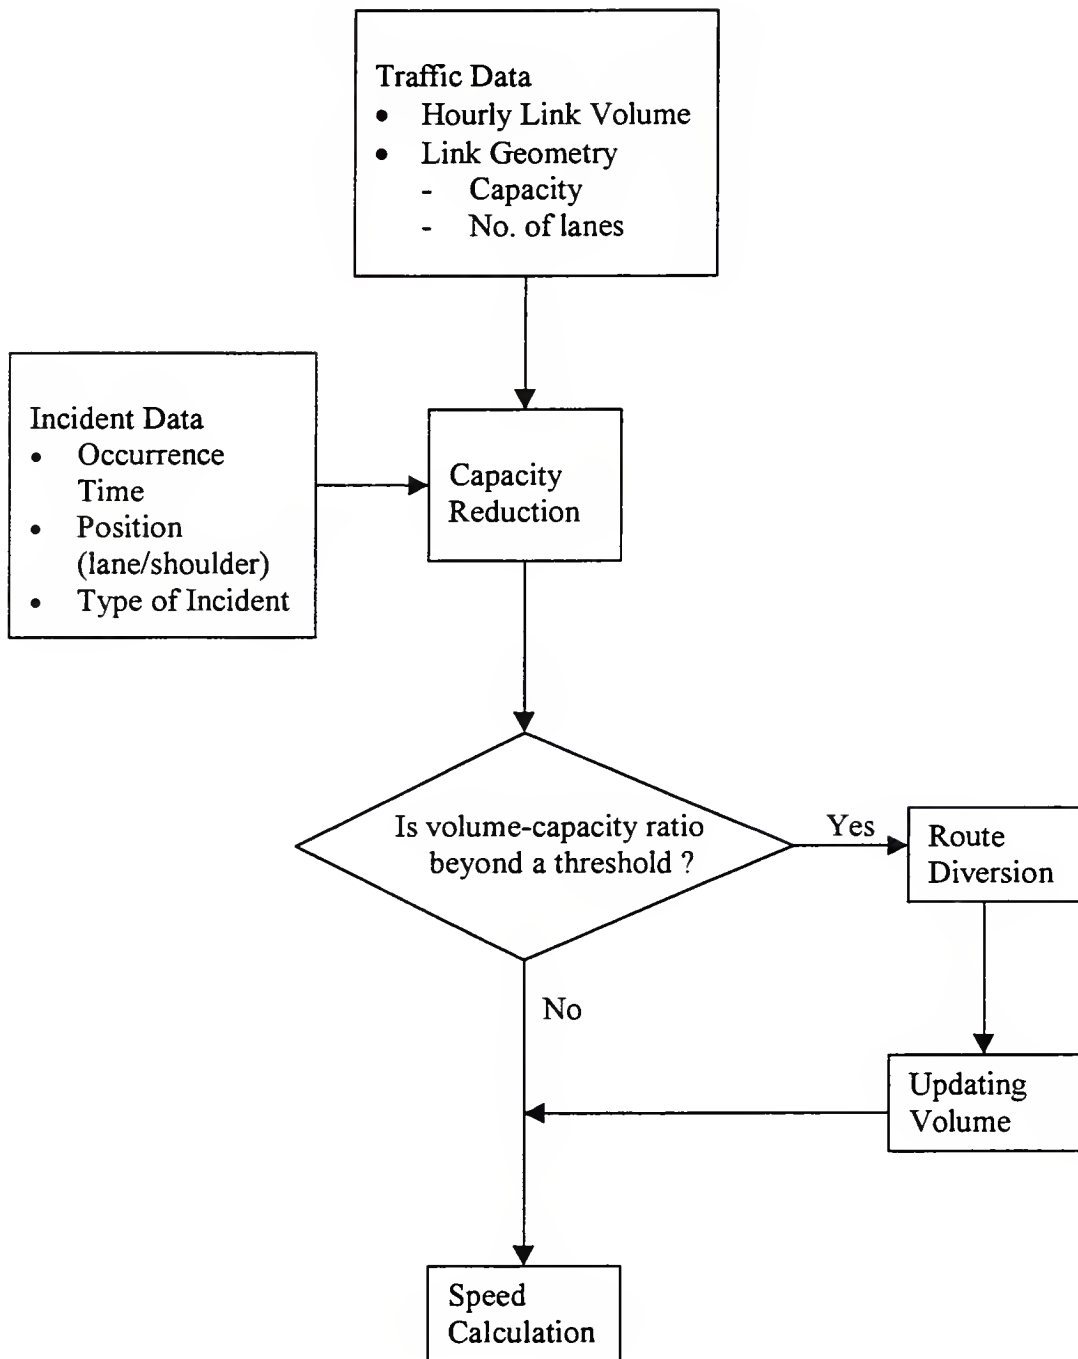 Traffic Data
• Hourly Link Volume
• Link Geometry
- Capacity
- No. of lanes
Incident Data
• Occurrence
Time
• Position
(lane/shoulder)
• Type of Incident
Capacity
Reduction
Is volume-capacity ratio
beyond a threshold ?
Yes
Route
Diversion
No
Updating
Volume
Speed
Calculation